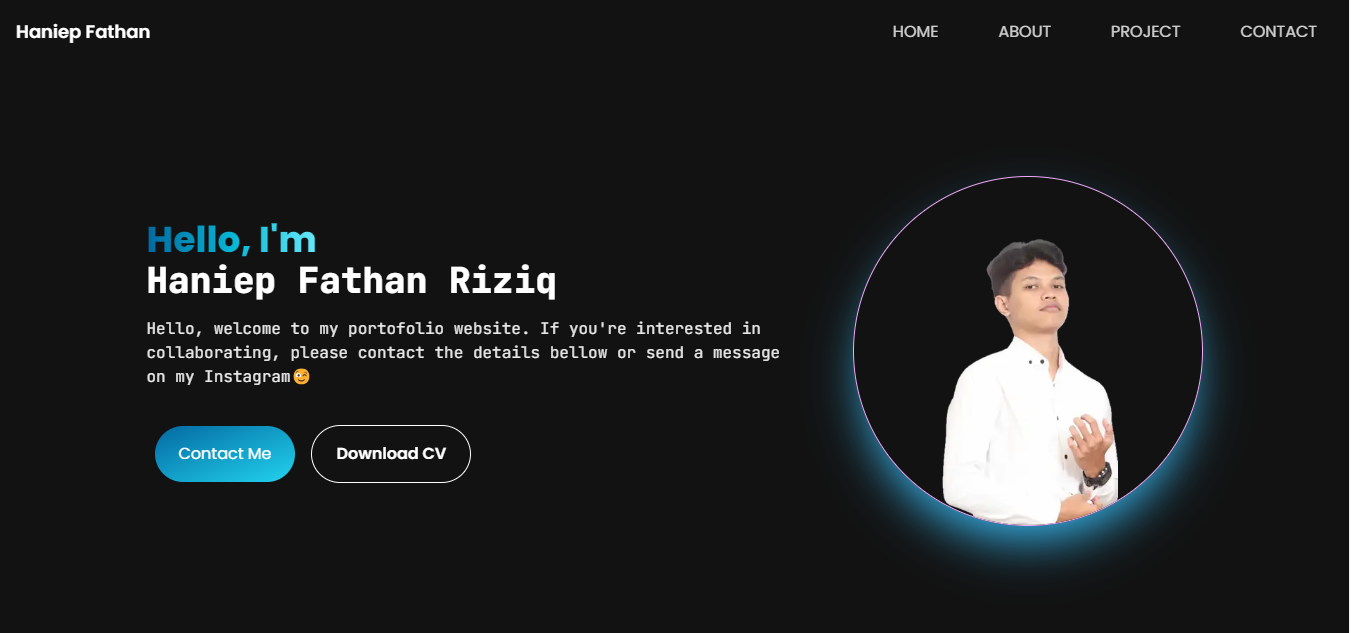 Haniep Fathan
HOME
ABOUT
PROJECT
CONTACT
Hello, I'm
Haniep Fathan Riziq
Hello, welcome to my portofolio website. If you're interested in
collaborating, please contact the details bellow or send a message
on my Instagram😉
Contact Me
Download CV